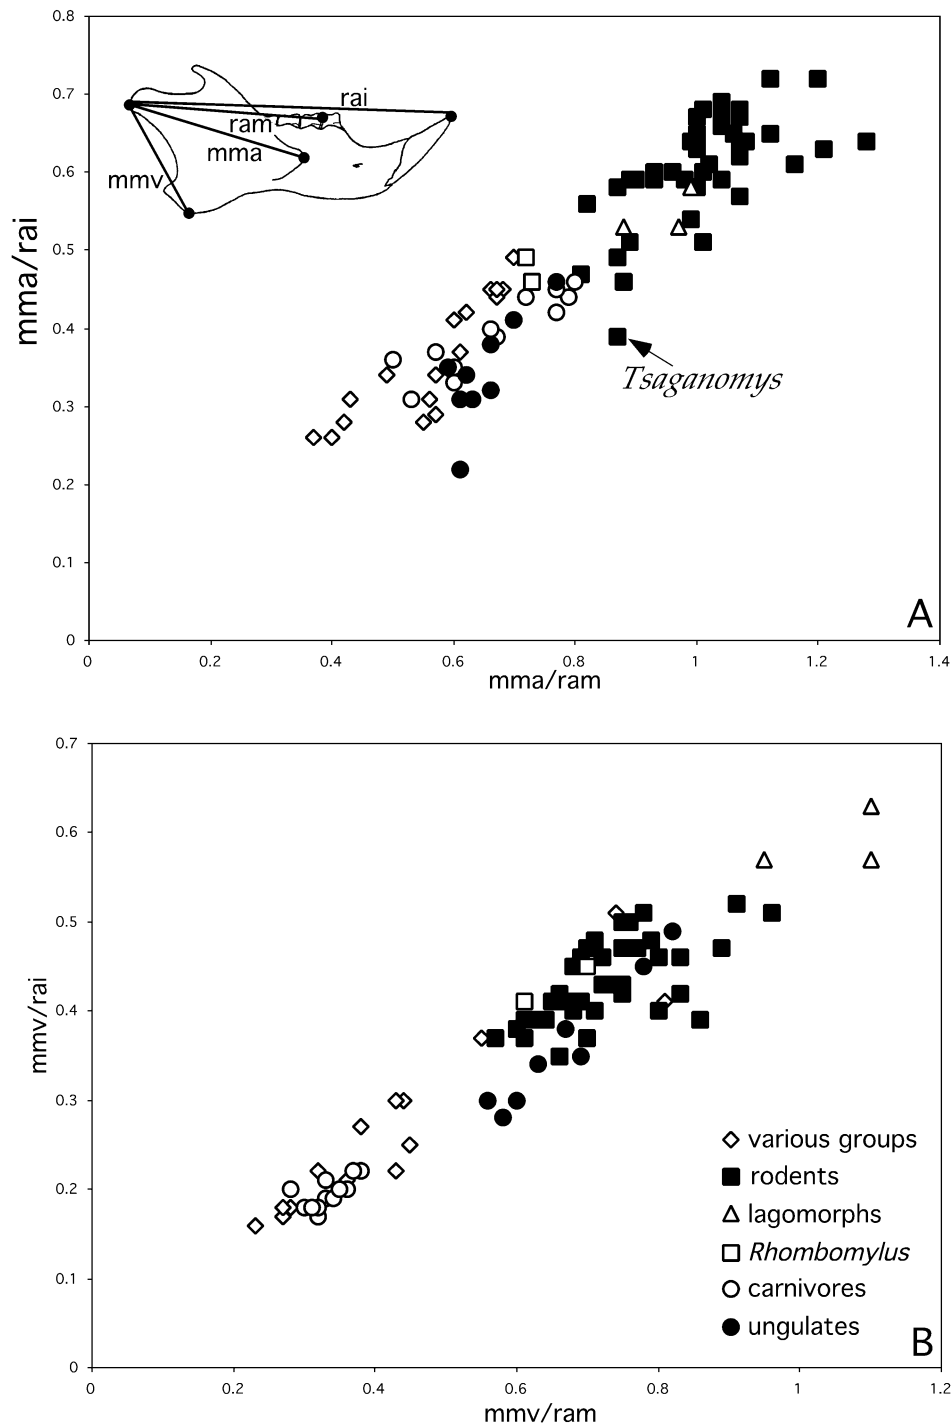 0.8
0.7
0.6
0.5
0.4
0.3
0.2
0.1
0
mma/rai
rai
ram
mma
mmv
Tsaganomys
A
0 0.2 0.4 0.6 0.8 1 1.2 1.4
mma/ram
0.7
0.6
0.5
0.4
0.3
0.2
0.1
0
mmv/rai
various groups
rodents
lagomorphs
Rhombomylus
carnivores
ungulates
B
0 0.2 0.4 0.6 0.8 1 1.2
mmv/ram